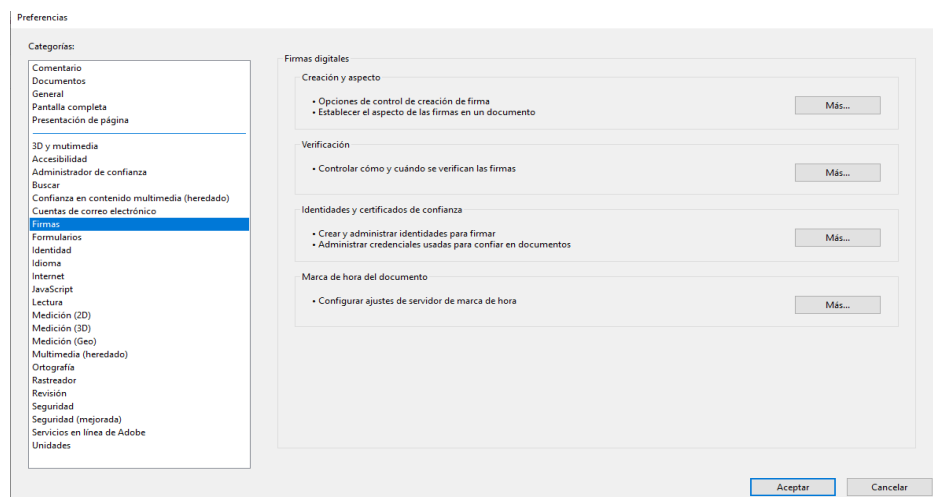 Preferencias
Categorías:
Comentario
Documentos
General
Pantalla completa
Presentación de página
3D y mutimedia
Accesibilidad
Administrador de confianza
Buscar
Confianza en contenido multimedia (heredado)
Cuentas de correo electrónico
Firmas
Formularios
Identidad
Idioma
Internet
JavaScript
Lectura
Medición (2D)
Medición (3D)
Medición (Geo)
Multimedia (heredado)
Ortografía
Rastreador
Revisión
Seguridad
Seguridad (mejorada)
Servicios en línea de Adobe
Unidades
Firmas digitales
Creación y aspecto
• Opciones de control de creación de firma
• Establecer el aspecto de las firmas en un documento
Más...
Verificación
• Controlar cómo y cuándo se verifican las firmas
Más...
Identidades y certificados de confianza
• Crear y administrar identidades para firmar
• Administrar credenciales usadas para confiar en documentos
Más...
Marca de hora del documento
• Configurar ajustes de servidor de marca de hora
Más...
Aceptar
Cancelar